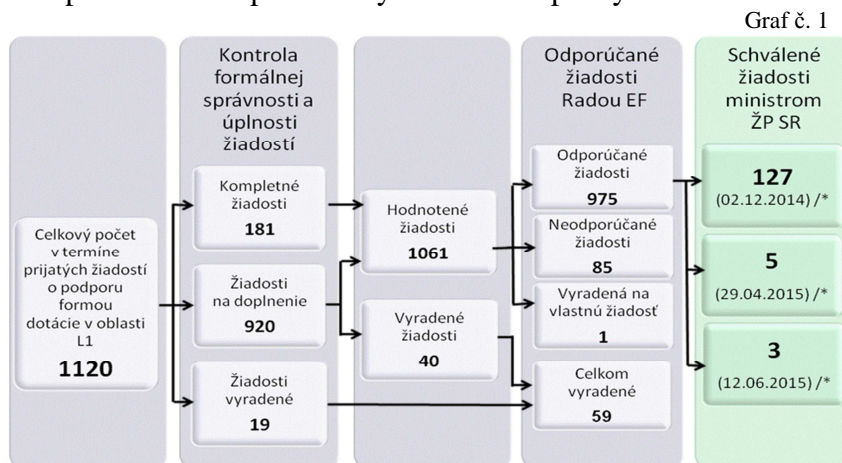 Graf č. 1
Kontrola
formálnej
správnosti a
úplnosti
žiadostí
Odporúčané
žiadosti
Radou EF
Schválené
žiadosti
ministrom
ŽP SR
Celkový počet
v termíne
prijatých žiadostí
o podporu
formou
dotácie v oblasti
L1
1120
Kompletné
žiadosti
181
Žiadosti
na doplnenie
920
Žiadosti
vyradené
19
Hodnotené
žiadosti
1061
Vyradené
žiadosti
40
Odporúčané
žiadosti
975
Neodporúčané
žiadosti
85
Vyradená na
vlastnú žiadosť
1
Celkom
vyradené
59
127
(02.12.2014) /*
5
(29.04.2015) /*
3
(12.06.2015) /*